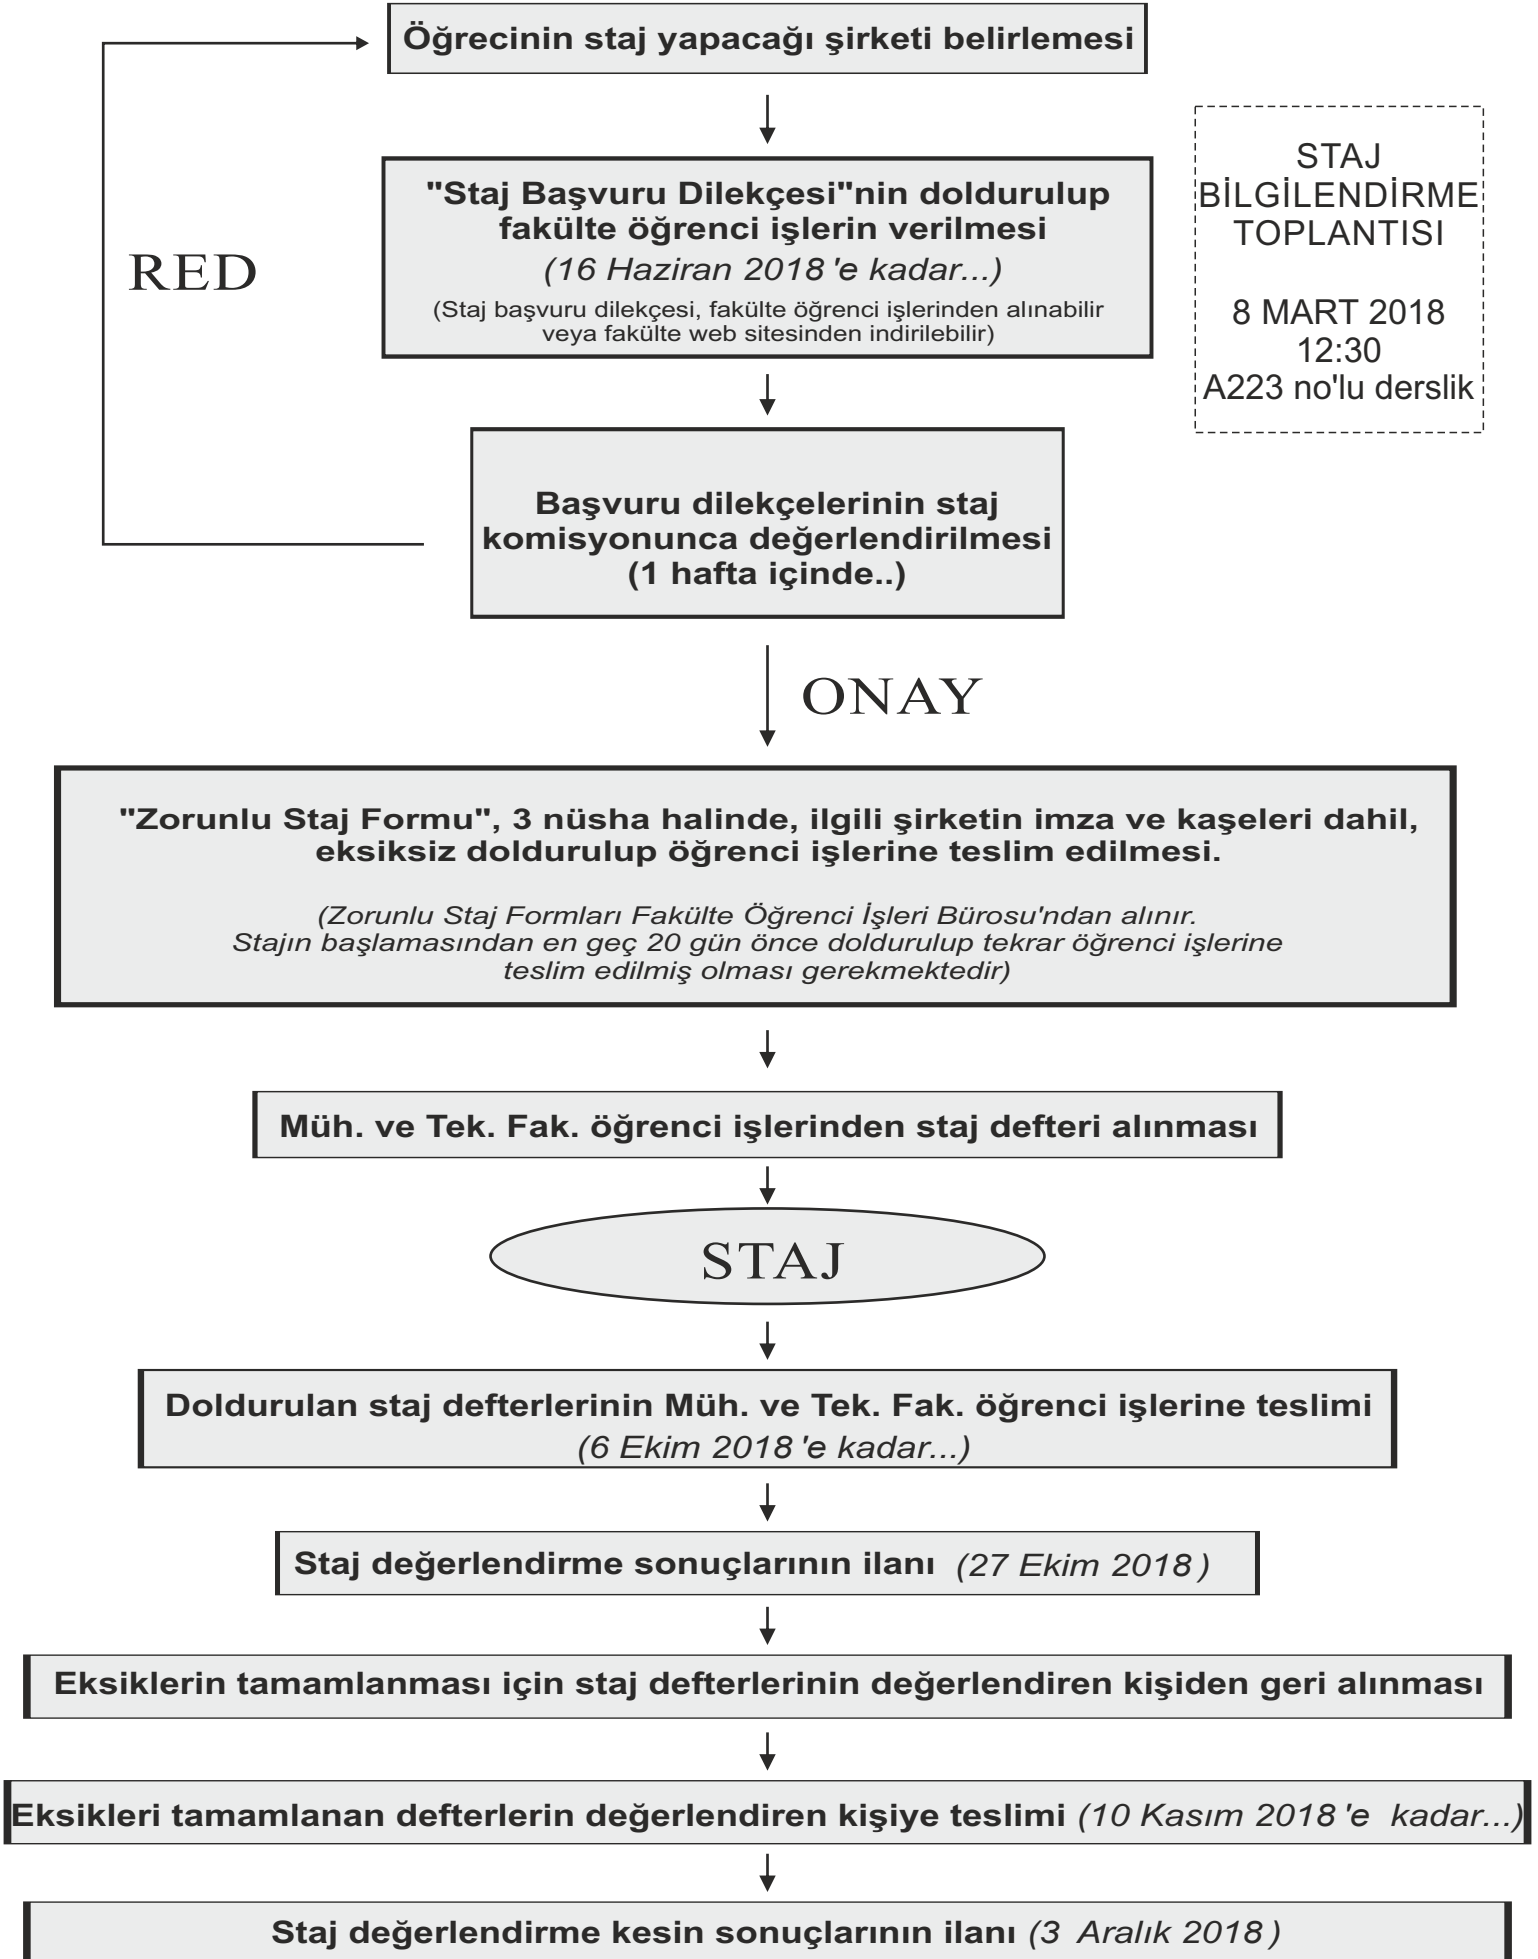 Öğrecinin staj yapacağı şirketi belirlemesi
"Staj Başvuru Dilekçesi"nin doldurulup
fakülte öğrenci işlerin verilmesi
(16 Haziran 2018'e kadar...)
(Staj başvuru dilekçesi, fakülte öğrenci işlerinden alınabilir
veya fakülte web sitesinden indirilebilir)
STAJ
BİLGİLENDİRME
TOPLANTISI
8 MART 2018
12:30
A223 no'lu derslik
RED
Başvuru dilekçelerinin staj
komisyonunca değerlendirilmesi
(1 hafta içinde..)
ONAY
"Zorunlu Staj Formu", 3 nüsha halinde, ilgili şirketin imza ve kaşeleri dahil,
eksiksiz doldurulup öğrenci işlerine teslim edilmesi.
(Zorunlu Staj Formları Fakülte Öğrenci İşleri Bürosu'ndan alınır.
Stajın başlamasından en geç 20 gün önce doldurulup tekrar öğrenci işlerine
teslim edilmiş olması gerekmektedir)
Müh. ve Tek. Fak. öğrenci işlerinden staj defteri alınması
STAJ
Doldurulan staj defterlerinin Müh. ve Tek. Fak. öğrenci işlerine teslimi
(6 Ekim 2018'e kadar...)
Staj değerlendirme sonuçlarının ilanı (27 Ekim 2018)
Eksiklerin tamamlanması için staj defterlerinin değerlendiren kişiden geri alınması
Eksikleri tamamlanan defterlerin değerlendiren kişiye teslimi (10 Kasım 2018'e kadar...)
Staj değerlendirme kesin sonuçlarının ilanı (3 Aralık 2018)